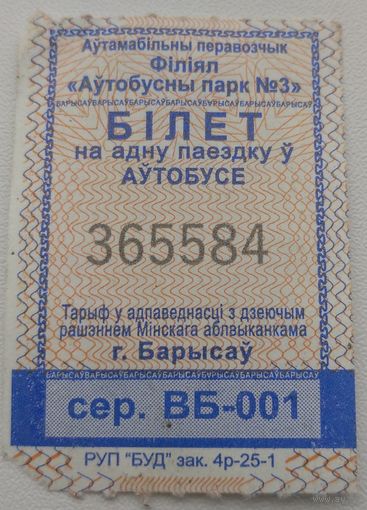 Аўтамабільны перавозчык
Філіял
«Аўтобусны парк №3»
БАРЫСАЎБАРЫСАЎБАРЫСАЎБАРЫСАЎБАРЫСАЎБАРЫСАЎ
БІЛЕТ
на адну паездку ў
АЎТОБУСЕ
365584
Тарыф у адпаведнасці з дзеючым
рашэннем Мінскага аблвыканкама
г. Барысаў
БАРЫСАЎБАРЫСАЎБАРЫСАЎБАРЫСАЎБАРЫСАЎБАРЫСАЎ
сер. ВБ-001
РУП "БУД" зак. 4р-25-1